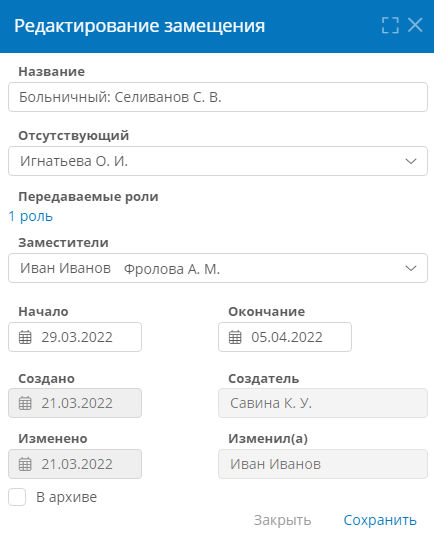 Редактирование замещения
Название
Больничный: Селиванов С. В.
Отсутствующий
Игнатьева О. И.
Передаваемые роли
1 роль
Заместители
Иван Иванов Фролова А. М.
Начало Окончание
29.03.2022 05.04.2022
Создано Создатель
21.03.2022 Савина К. У.
Изменено Изменил(а)
21.03.2022 Иван Иванов
В архиве
Закрыть Сохранить